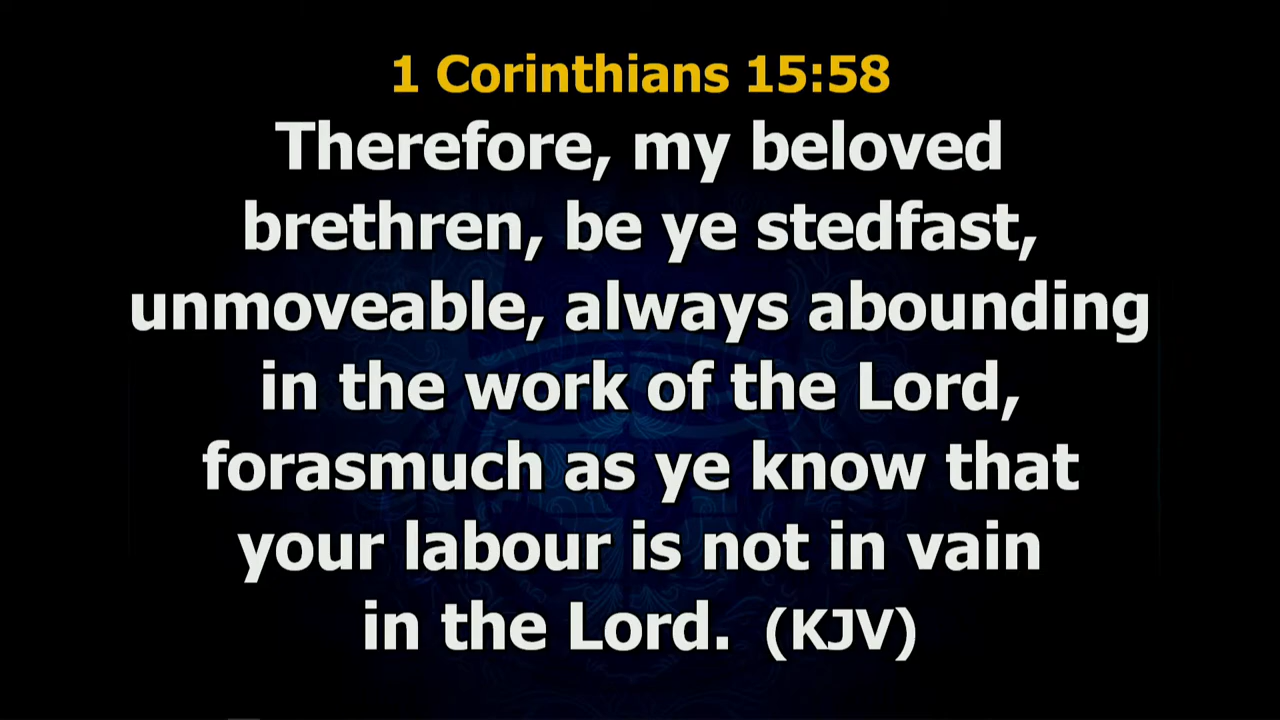 1 Corinthians 15:58
Therefore, my beloved
brethren, be ye stedfast,
unmoveable, always abounding
in the work of the Lord,
forasmuch as ye know that
your labour is not in vain
in the Lord. (KJV)